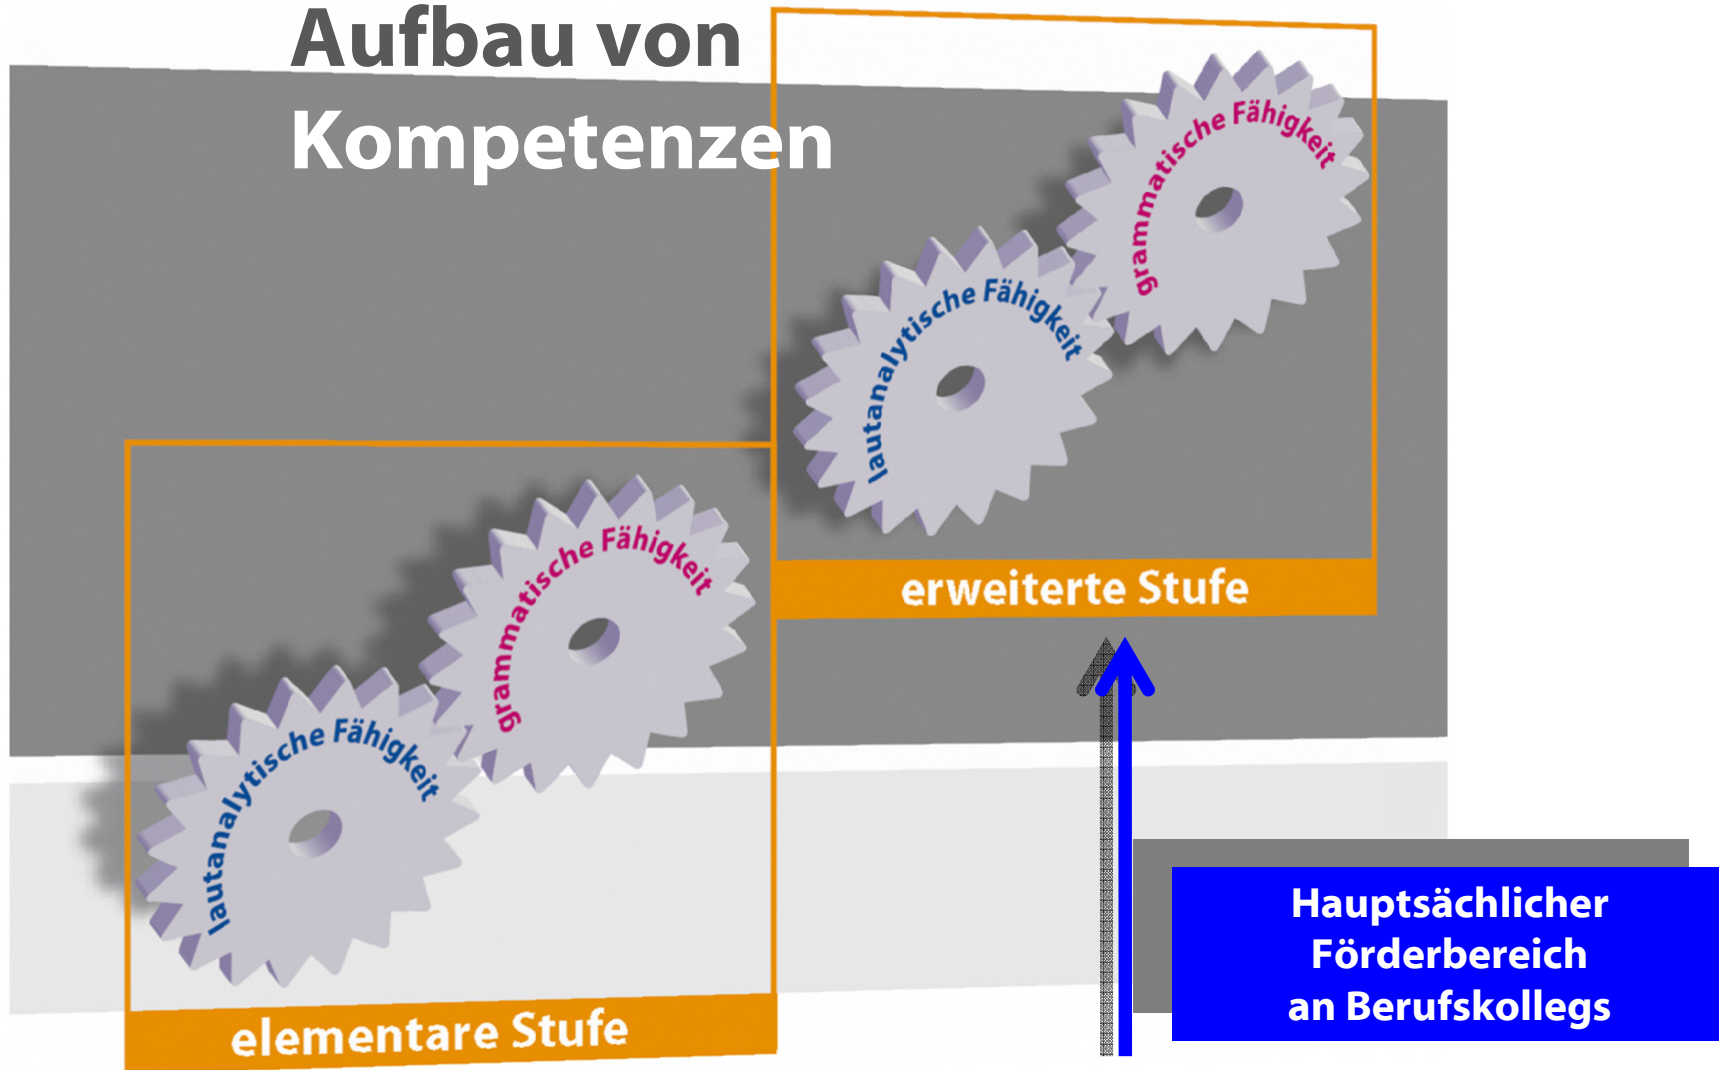 Aufbau von
Kompetenzen
grammatische Fähigkeit
lautanalytische Fähigkeit
erweiterte Stufe
grammatische Fähigkeit
lautanalytische Fähigkeit
elementare Stufe
Hauptsächlicher
Förderbereich
an Berufskollegs